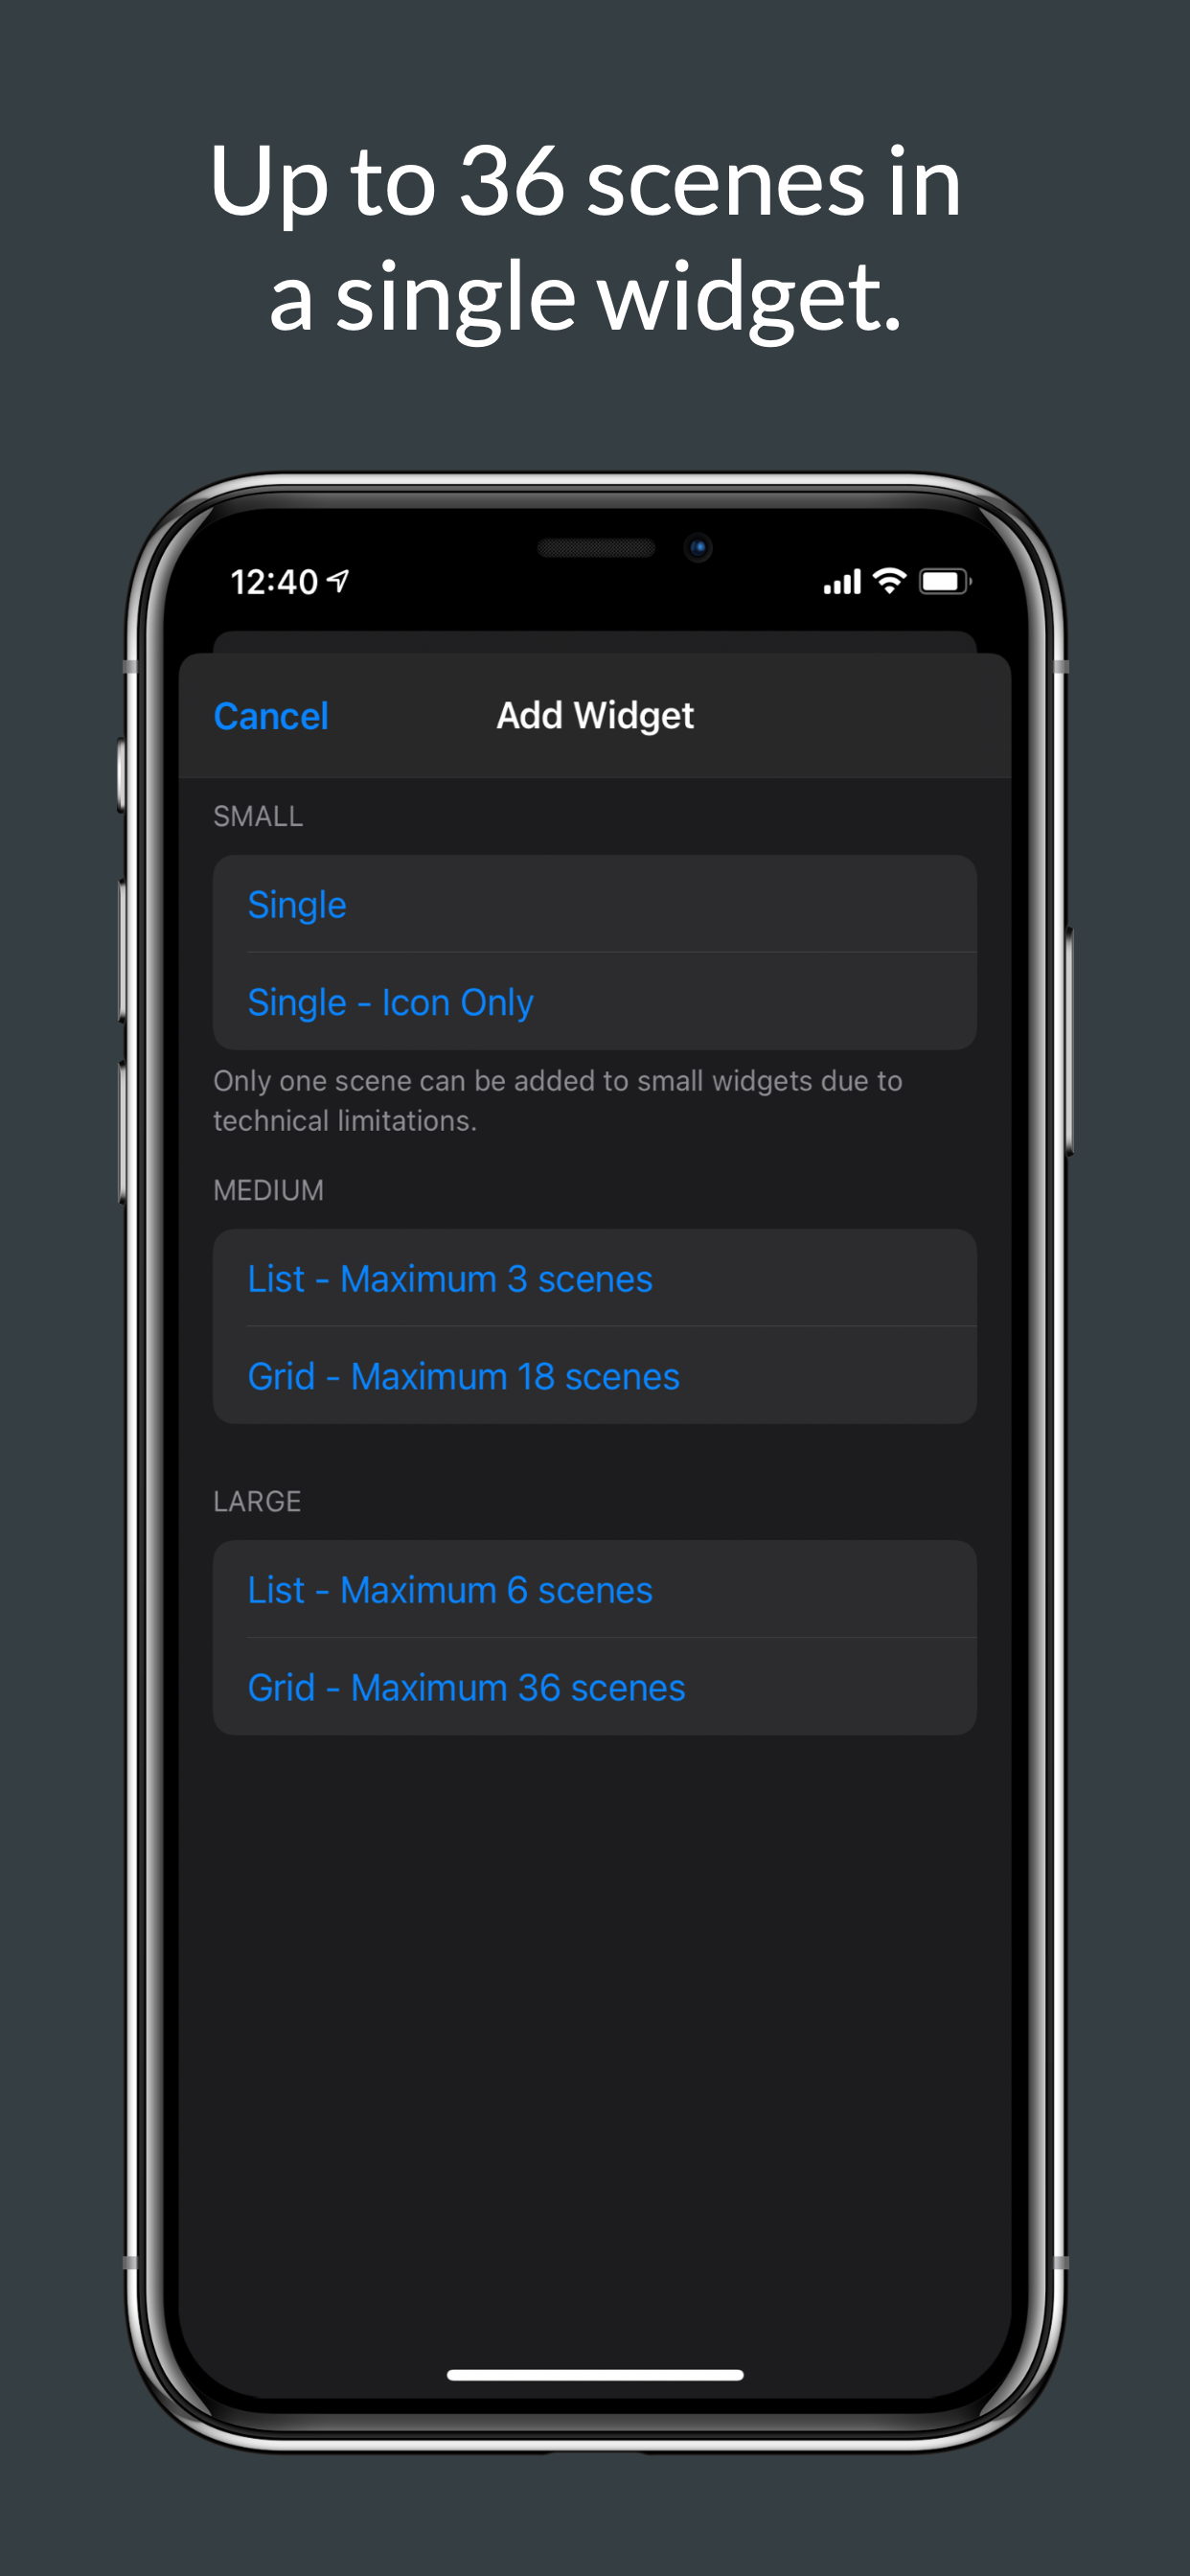 Up to 36 scenes in
a single widget.
12:40
Cancel
Add Widget
SMALL
Single
Single - Icon Only
Only one scene can be added to small widgets due to
technical limitations.
MEDIUM
List - Maximum 3 scenes
Grid - Maximum 18 scenes
LARGE
List - Maximum 6 scenes
Grid - Maximum 36 scenes